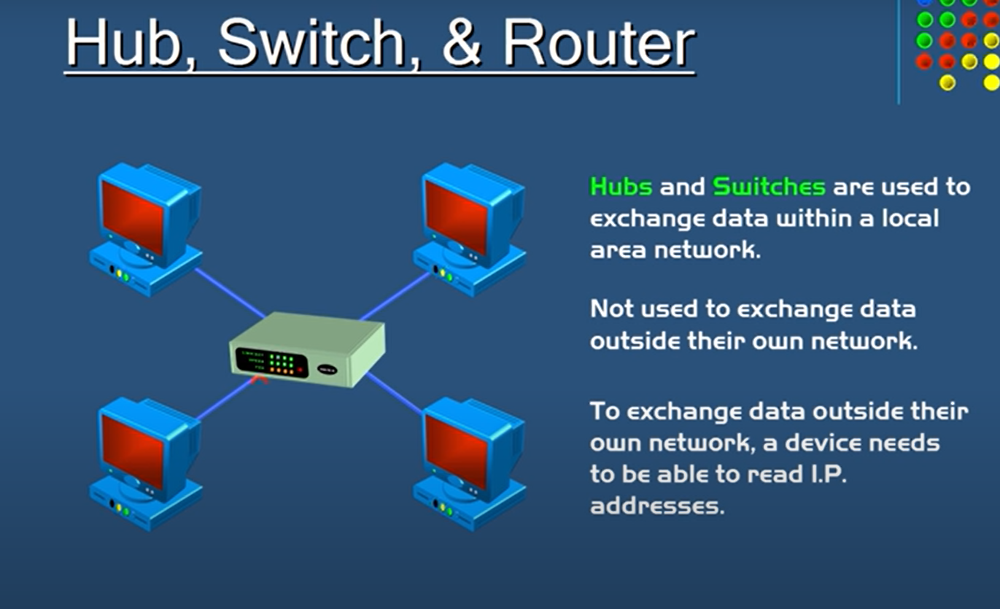 Hub, Switch, & Router
Hubs and Switches are used to
exchange data within a local
area network.
Not used to exchange data
outside their own network.
To exchange data outside their
own network, a device needs
to be able to read I.P.
addresses.